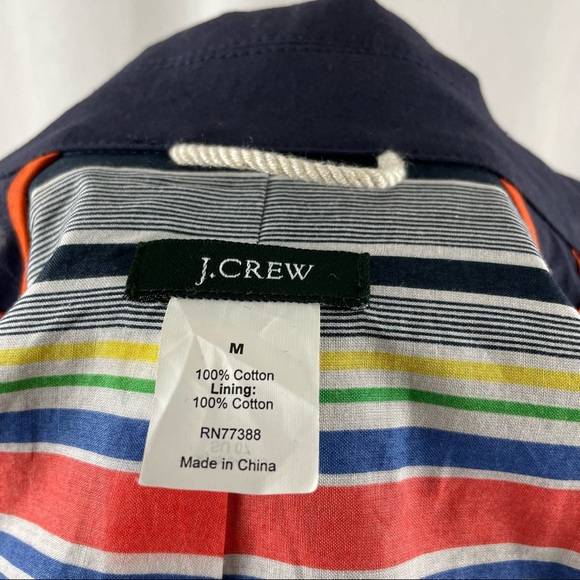 J.CREW
M
100% Cotton
Lining:
100% Cotton
RN77388
Made in China